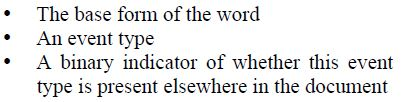 • The base form of the word
• An event type
• A binary indicator of whether this event
type is present elsewhere in the document